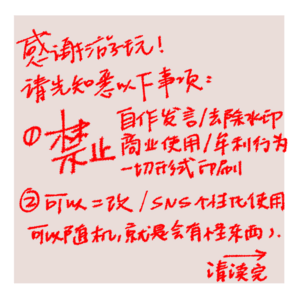 感谢游玩！
请先知悉以下事项：
①禁止 自作发言/去除水印
商业使用/牟利行为
一切形式印刷
②可以二改/SNS个性化使用
可以随机，就是会有怪东西）.
请读完